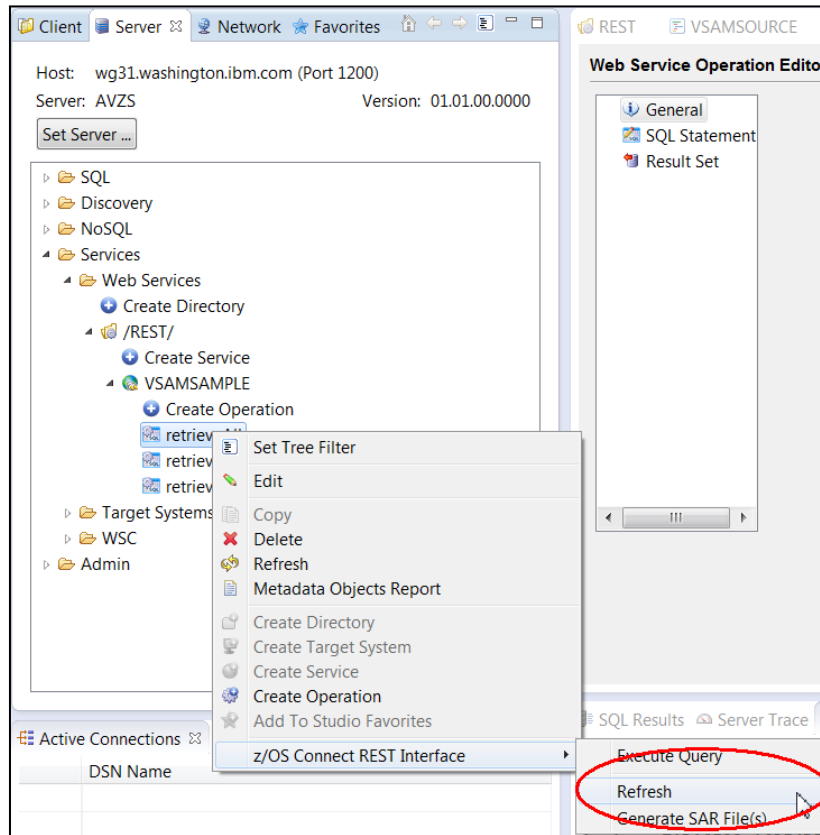 Client Server Network Favorites
REST VSAMSOURCE
Host: wg31.washington.ibm.com (Port 1200)
Server: AVZS Version: 01.01.00.0000
Set Server ...
SQL
Discovery
NoSQL
Services
Web Services
Create Directory
/REST/
Create Service
VSAMSAMPLE
Create Operation
retriev
retriev
retriev
Target Systems
WSC
Admin
Web Service Operation Edito
General
SQL Statement
Result Set
Set Tree Filter
Edit
Copy
Delete
Refresh
Metadata Objects Report
Create Directory
Create Target System
Create Service
Create Operation
Add To Studio Favorites
z/OS Connect REST Interface
Execute Query
Refresh
Generate SAR File(s)
SQL Results Server Trace
Active Connections
DSN Name